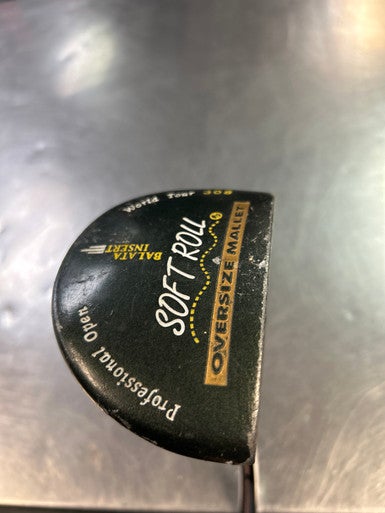 World Tour 308
BALATA
INSERT
SOFT ROLL
OVERSIZE MALLET
Professional Open